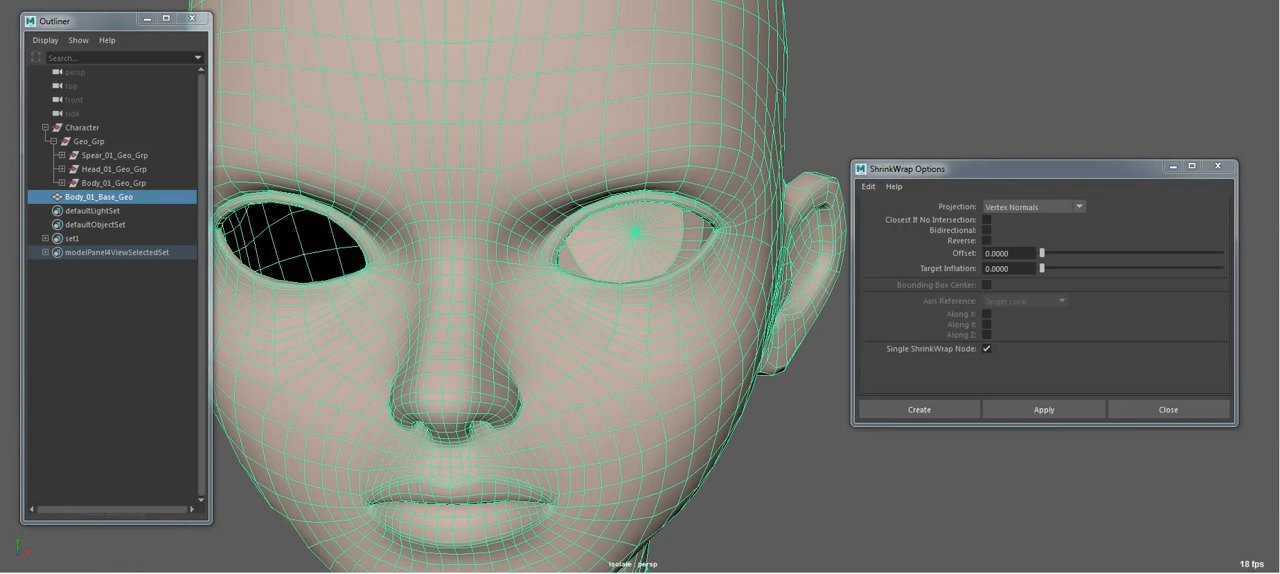 Outliner
Display Show Help
Search...
persp
top
front
side
Character
Geo_Grp
Spear_01_Geo_Grp
Head_01_Geo_Grp
Body_01_Geo_Grp
Body_01_Base_Geo
defaultLightSet
defaultObjectSet
set1
modelPanel4ViewSelectedSet
ShrinkWrap Options
Edit Help
Projection: Vertex Normals
Closest If No Intersection:
Bidirectional:
Reverse:
Offset: 0.0000
Target Inflation: 0.0000
Bounding Box Center:
Axis Reference: Target Local
Along X:
Along Y:
Along Z:
Single ShrinkWrap Node:
Create Apply Close
Isolate : persp
18 fps